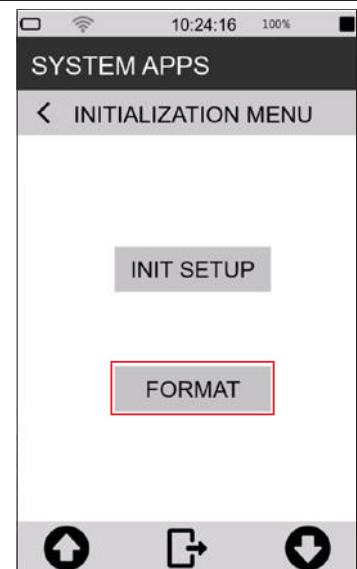 10:24:16 100%
SYSTEM APPS
INITIALIZATION MENU
INIT SETUP
FORMAT